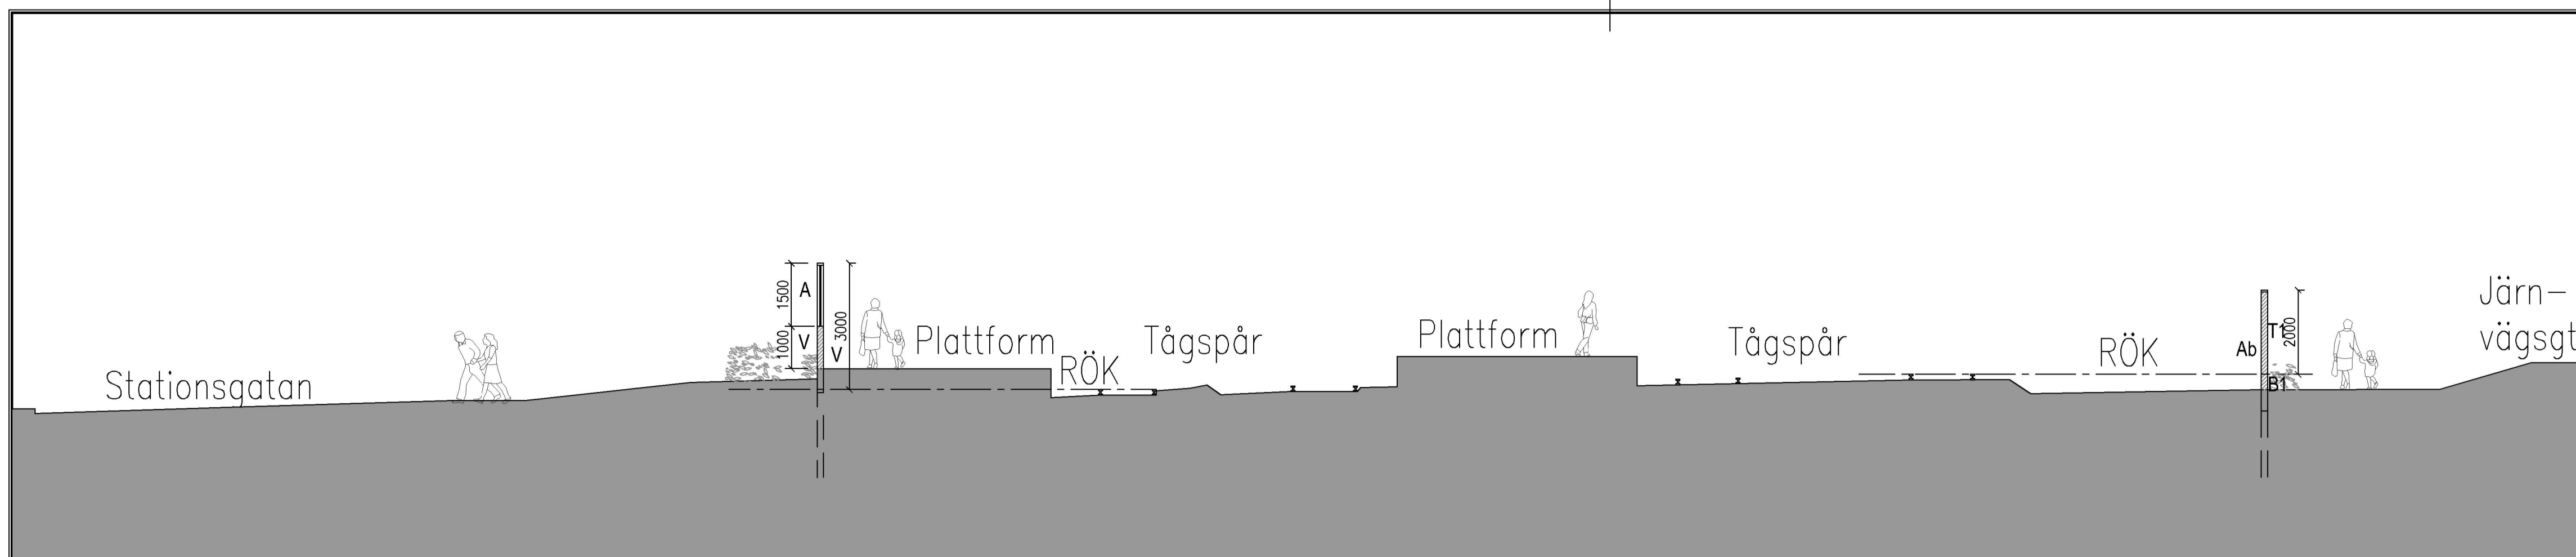 Stationsgatan
1500
A
1000
V
V
3000
Plattform
RÖK
Tågspår
Plattform
Tågspår
RÖK
Ab
T1
2000
B1
Järn-
vägsgt